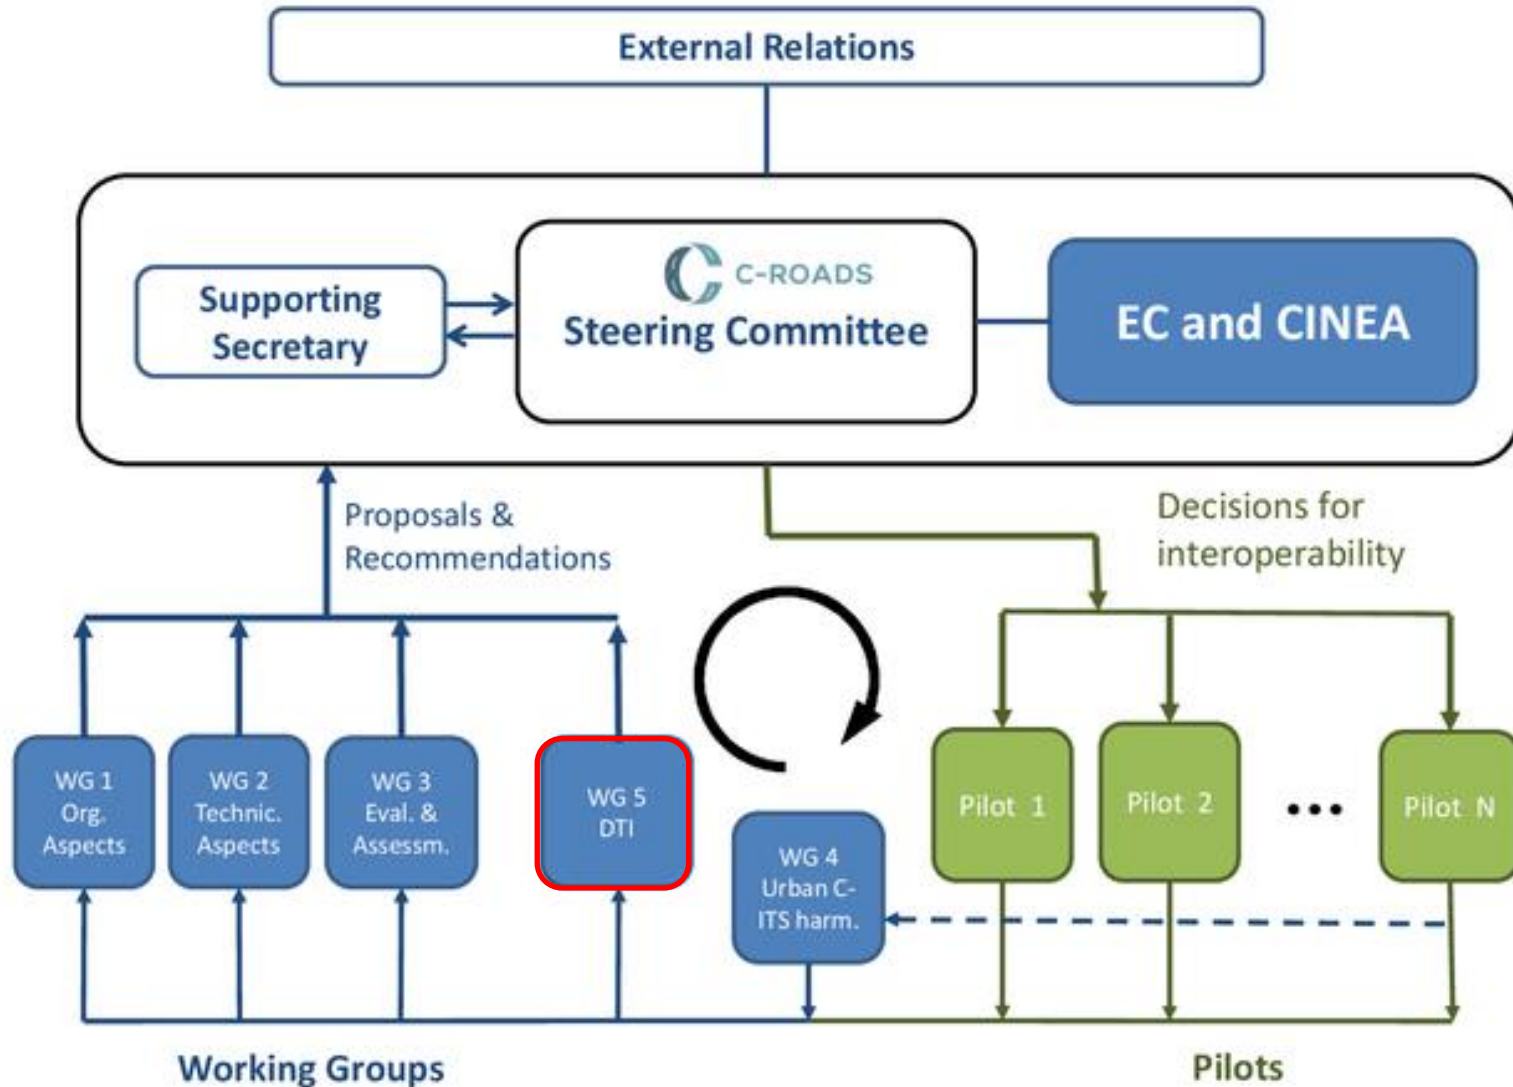 External Relations
C-ROADS
Supporting
Secretary
Steering Committee
EC and CINEA
Proposals &
Recommendations
Decisions for
interoperability
WG 1
Org.
Aspects
WG 2
Technic.
Aspects
WG 3
Eval. &
Assessm.
WG 5
DTI
WG 4
Urban C-
ITS harm.
Pilot 1
Pilot 2
...
Pilot N
Working Groups
Pilots